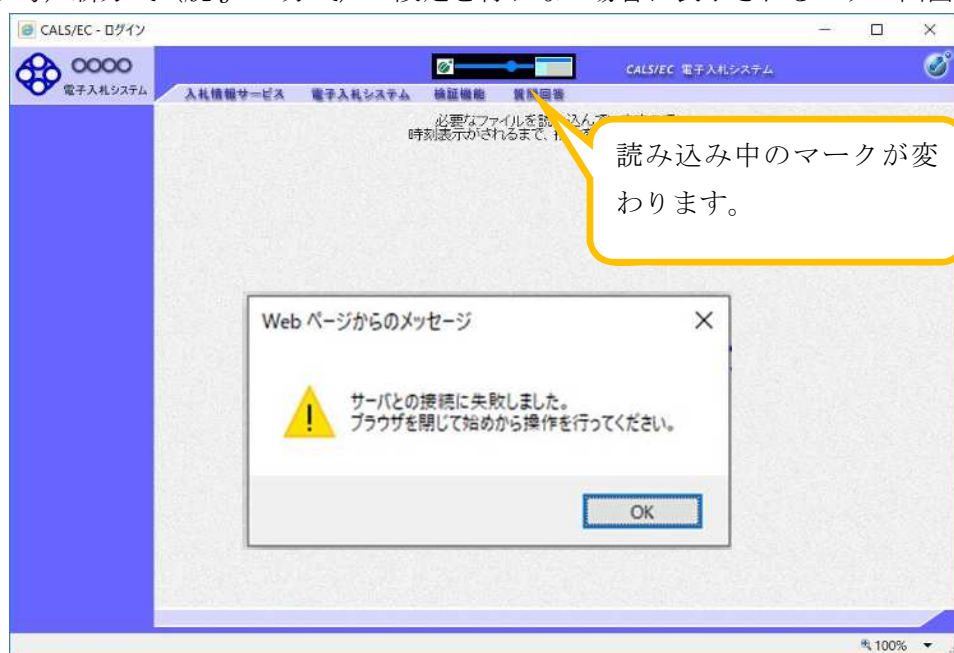 CALS/EC - ログイン
〇〇〇〇
電子入札システム
CALS/EC 電子入札システム
入札情報サービス 電子入札システム 検証機能 質問回答
必要なファイルを読み込んで
時刻表示がされるまで、
読み込み中のマークが変
わります。
Web ページからのメッセージ
サーバとの接続に失敗しました。
ブラウザを閉じて始めから操作を行ってください。
OK
100%